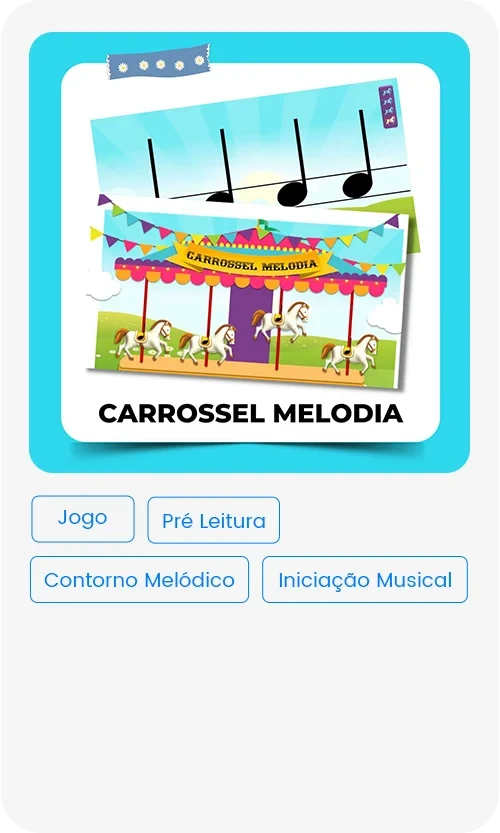 CARROSSEL MELODIA
CARROSSEL MELODIA
Jogo
Pré Leitura
Contorno Melódico
Iniciação Musical